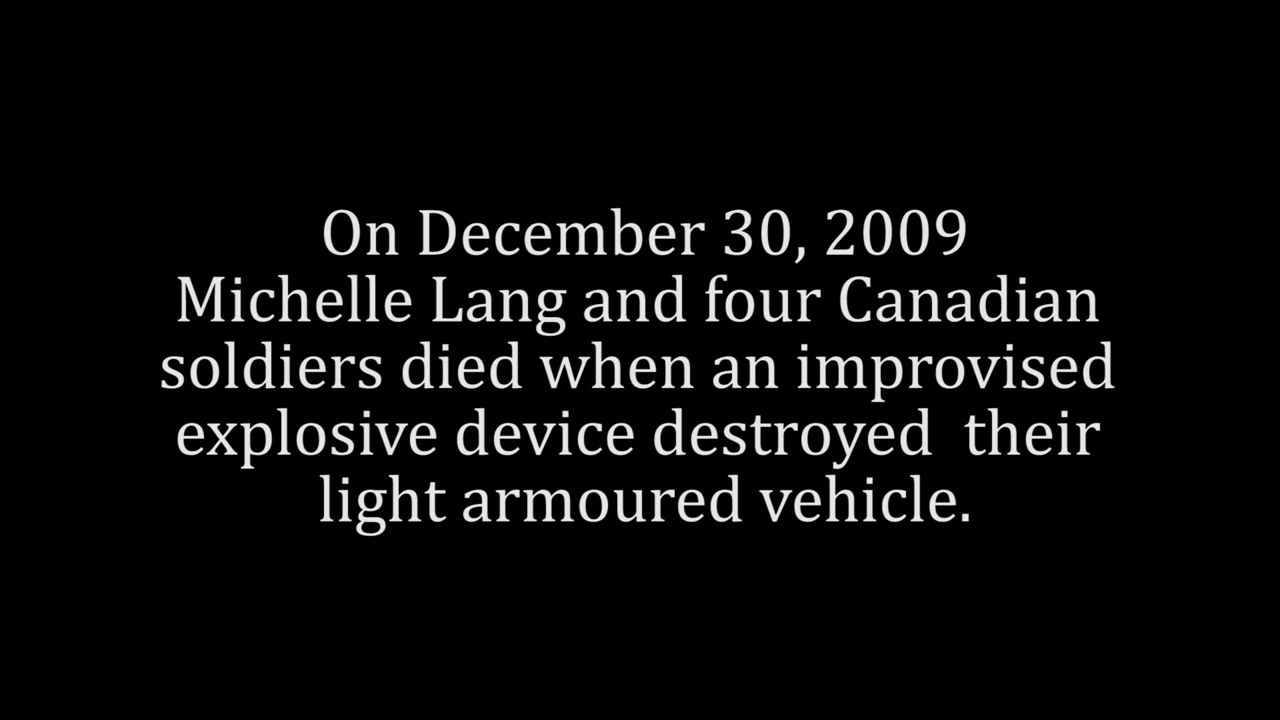 On December 30, 2009
Michelle Lang and four Canadian
soldiers died when an improvised
explosive device destroyed  their
light armoured vehicle.